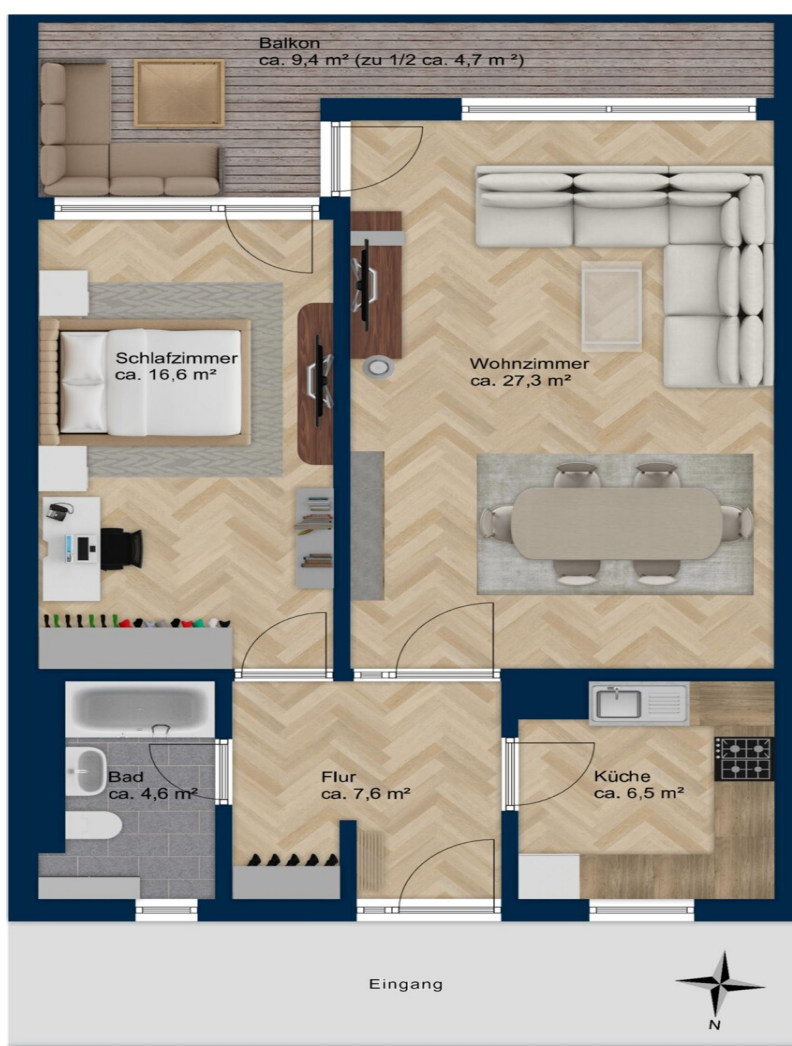 Balkon
ca. 9,4 m² (zu 1/2 ca. 4,7 m ²)
Schlafzimmer
ca. 16,6 m²
Wohnzimmer
ca. 27,3 m²
Bad
ca. 4,6 m²
Flur
ca. 7,6 m²
Küche
ca. 6,5 m²
Eingang
N